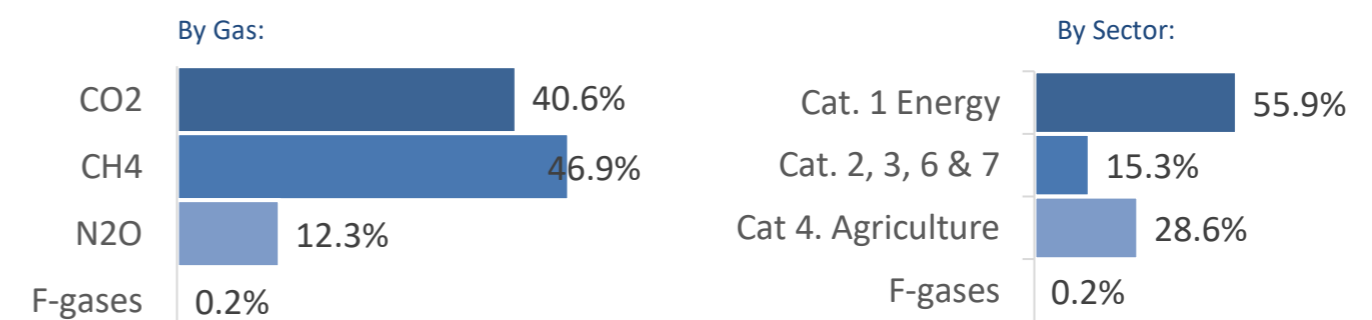 By Gas:
CO2 40.6%
CH4 46.9%
N2O 12.3%
F-gases 0.2%
By Sector:
Cat. 1 Energy 55.9%
Cat. 2, 3, 6 & 7 15.3%
Cat 4. Agriculture 28.6%
F-gases 0.2%